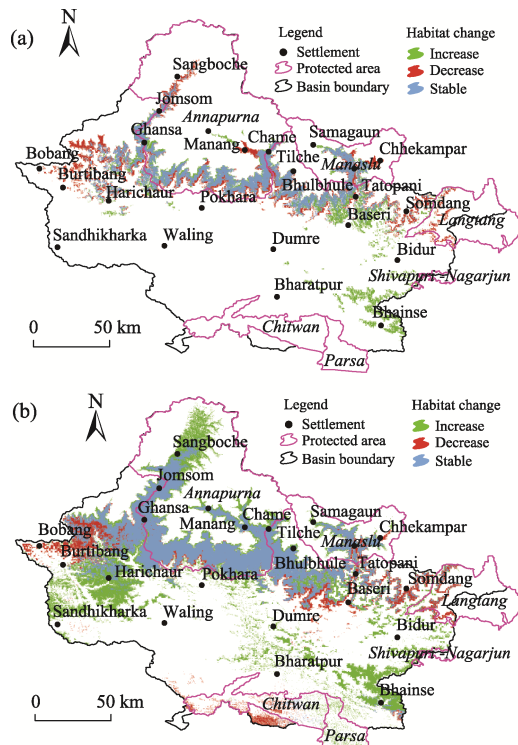 (a)
N
Legend
Habitat change
Settlement
Increase
Protected area
Decrease
Basin boundary
Stable
Sangboche
Jomsom
Annapurna
Ghansa
Manang
Chame
Samagaun
Chhekampar
Bobang
Tilche
Manaslu
Burtibang
Bhulbhule
Tatopani
Harichaur
Pokhara
Baseri
Somdang
Langtang
Sandhikharka
Waling
Dumre
Bidur
Shivapuri-Nagarjun
Bharatpur
Bhainse
0 50 km
Chitwan
Parsa
(b)
N
Legend
Habitat change
Settlement
Increase
Protected area
Decrease
Basin boundary
Stable
Sangboche
Jomsom
Annapurna
Ghansa
Manang
Chame
Samagaun
Chhekampar
Bobang
Tilche
Manaslu
Burtibang
Bhulbhule
Tatopani
Harichaur
Pokhara
Baseri
Somdang
Langtang
Sandhikharka
Waling
Dumre
Bidur
Shivapuri-Nagarjun
Bharatpur
Bhainse
0 50 km
Chitwan
Parsa